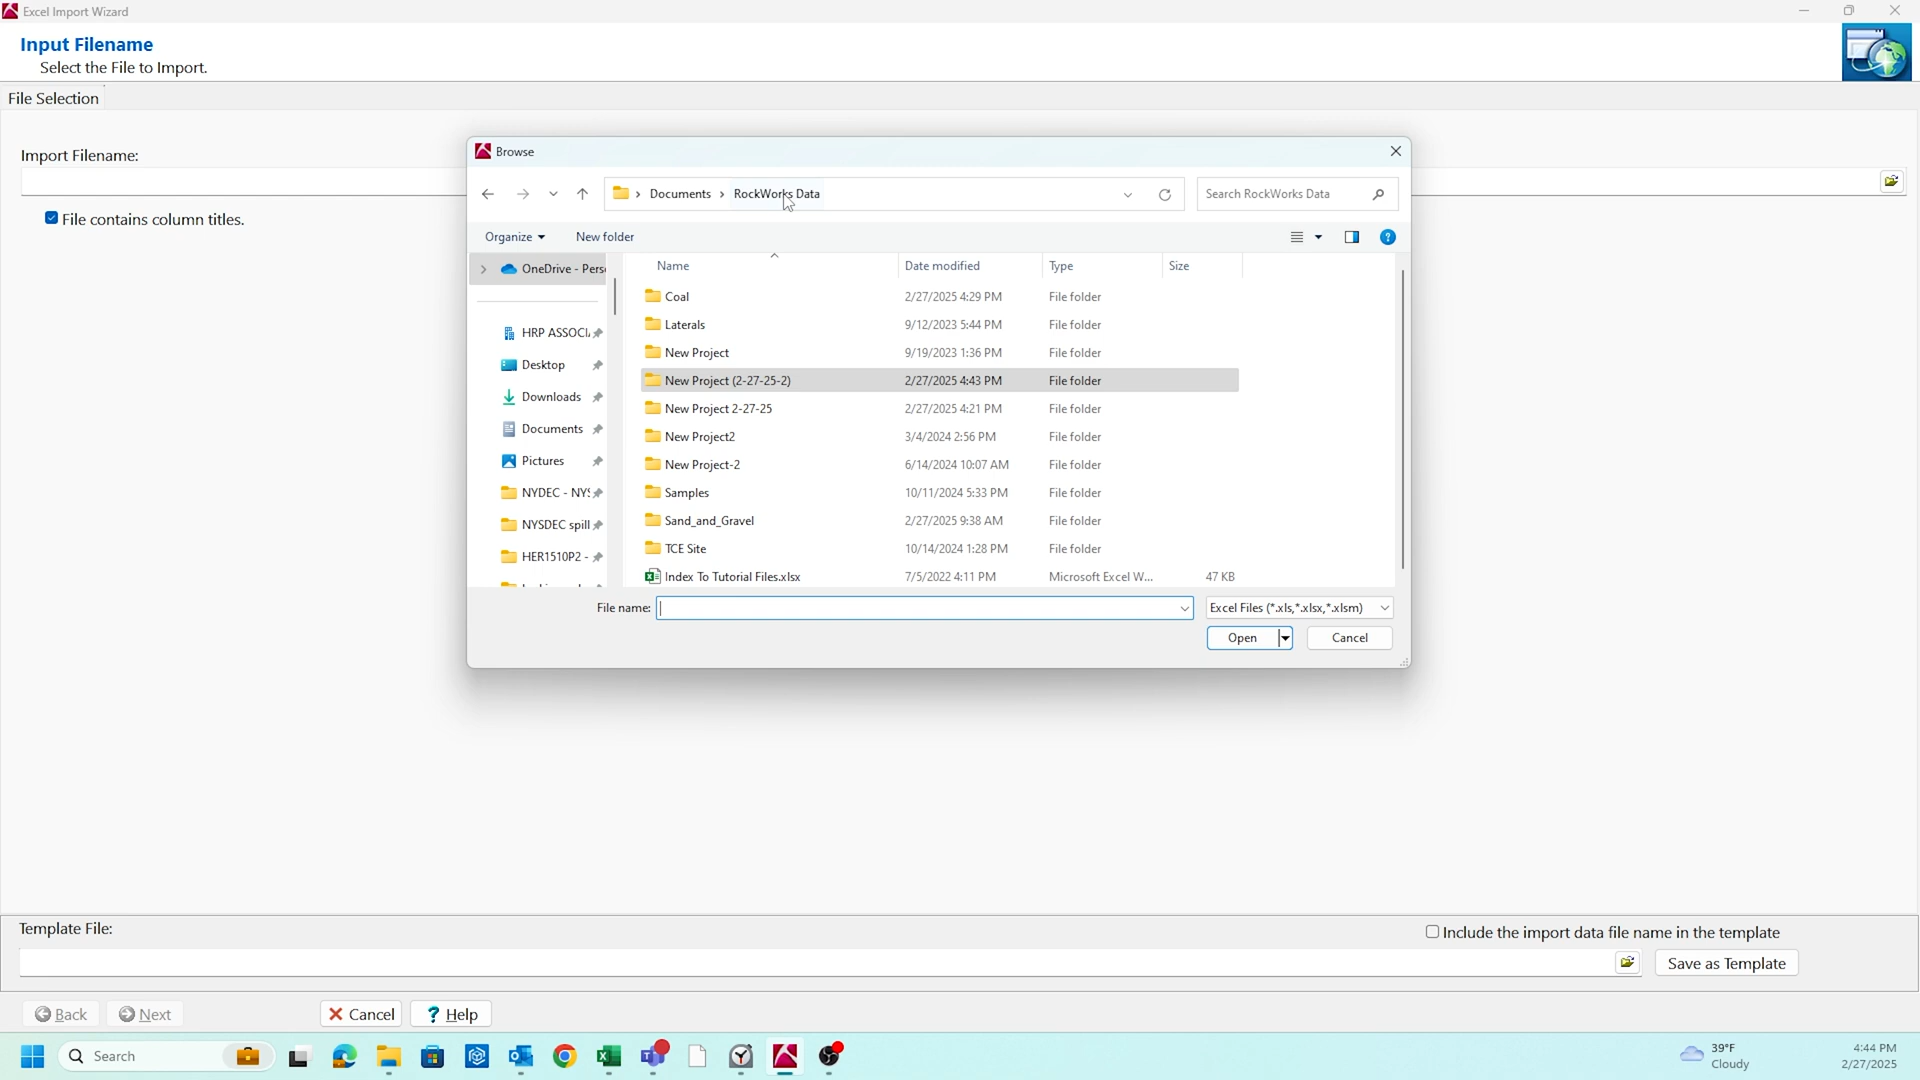 Excel Import Wizard
Input Filename
Select the File to Import.
File Selection
Import Filename:
File contains column titles.
Browse
Documents > RockWorks Data
Search RockWorks Data
Organize
New folder
OneDrive - Perso
HRP ASSOCI
Desktop
Downloads
Documents
Pictures
NYDEC - NYS
NYSDEC spill
HER1510P2 -
Name Date modified Type Size
Coal 2/27/2025 4:29 PM File folder
Laterals 9/12/2023 5:44 PM File folder
New Project 9/19/2023 1:36 PM File folder
New Project (2-27-25-2) 2/27/2025 4:43 PM File folder
New Project 2-27-25 2/27/2025 4:21 PM File folder
New Project2 3/4/2024 2:56 PM File folder
New Project-2 6/14/2024 10:07 AM File folder
Samples 10/11/2024 5:33 PM File folder
Sand_and_Gravel 2/27/2025 9:38 AM File folder
TCE Site 10/14/2024 1:28 PM File folder
Index To Tutorial Files.xlsx 7/5/2022 4:11 PM Microsoft Excel W... 47 KB
File name:
Excel Files (*.xls,*.xlsx,*.xlsm)
Open
Cancel
Template File:
Include the import data file name in the template
Save as Template
Back
Next
Cancel
Help
Search
39°F
Cloudy
4:44 PM
2/27/2025